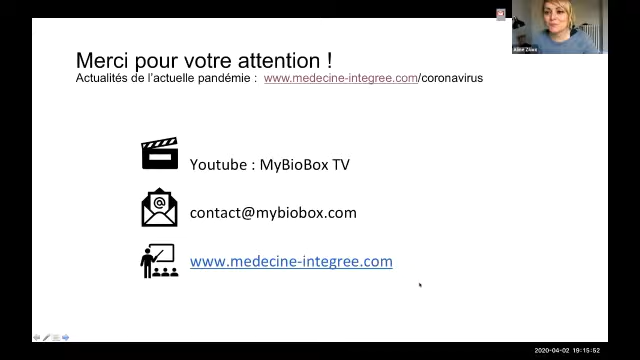 Merci pour votre attention !
Actualités de l'actuelle pandémie : www.medecine-integree.com/coronavirus
Youtube : MyBioBox TV
contact@mybiobox.com
www.medecine-integree.com
2020-04-02 19:15:52